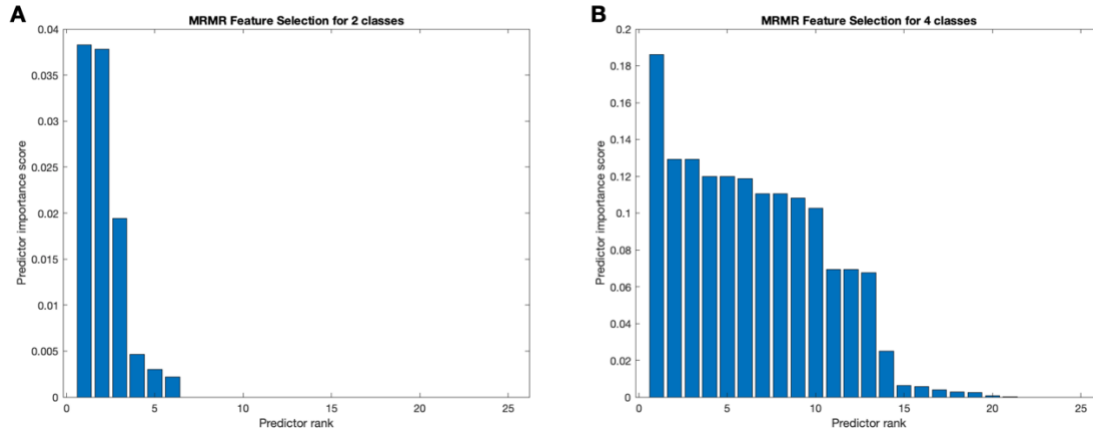 A
MRMR Feature Selection for 2 classes
0.04
0.035
0.03
0.025
0.02
0.015
0.01
0.005
0
Predictor importance score
0 5 10 15 20 25
Predictor rank
B
MRMR Feature Selection for 4 classes
0.2
0.18
0.16
0.14
0.12
0.1
0.08
0.06
0.04
0.02
0
Predictor importance score
0 5 10 15 20 25
Predictor rank